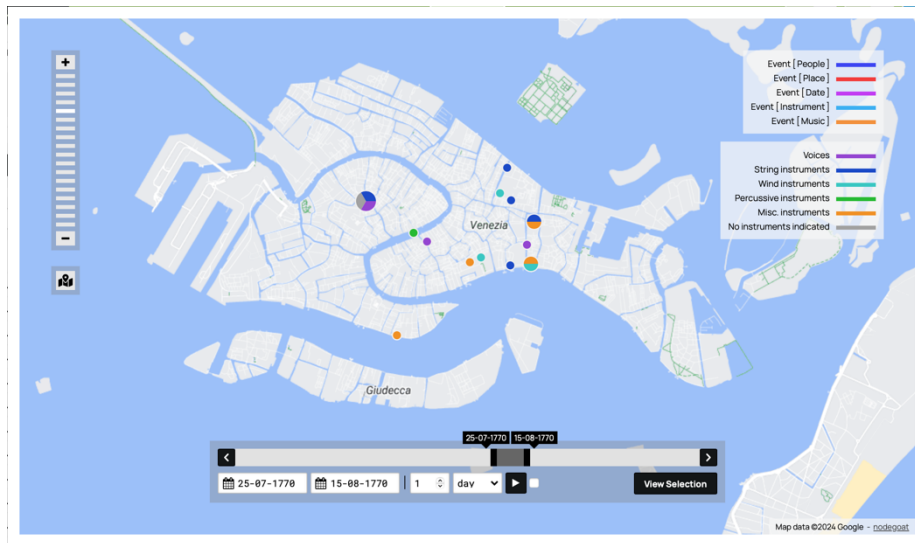 +
Event [ People ]
Event [ Place ]
Event [ Date ]
Event [ Instrument ]
Event [ Music ]
Voices
String instruments
Wind instruments
Percussive instruments
Misc. instruments
No instruments indicated
−
Venezia
Giudecca
25-07-1770 15-08-1770
25-07-1770 15-08-1770 1 day View Selection
Map data ©2024 Google - nodegoat